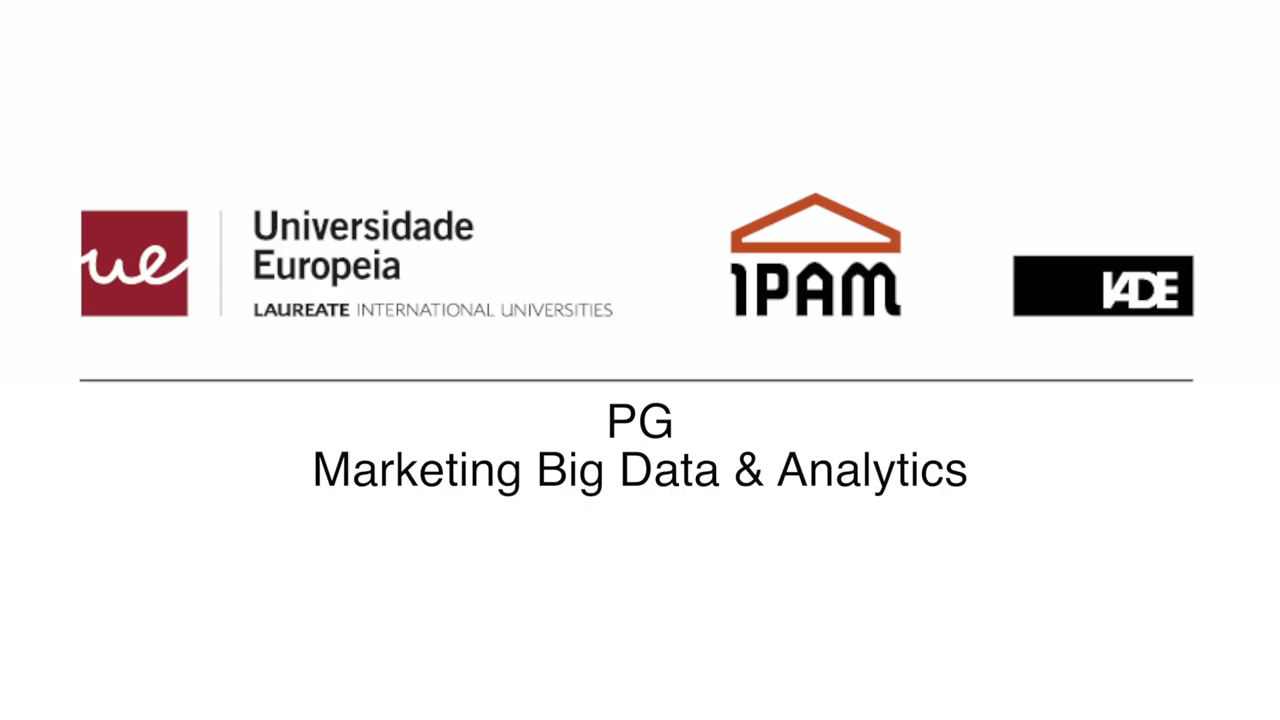 ue
Universidade
Europeia
LAUREATE INTERNATIONAL UNIVERSITIES
IPAM
IADE
PG
Marketing Big Data & Analytics